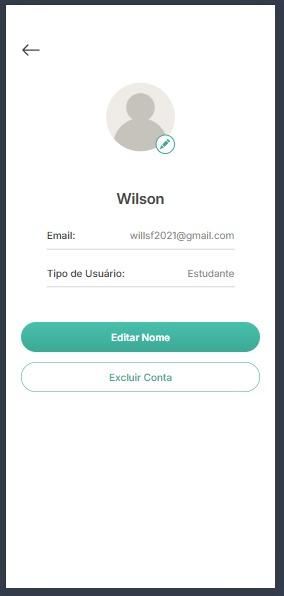 Wilson
Email: willsf2021@gmail.com
Tipo de Usuário: Estudante
Editar Nome
Excluir Conta